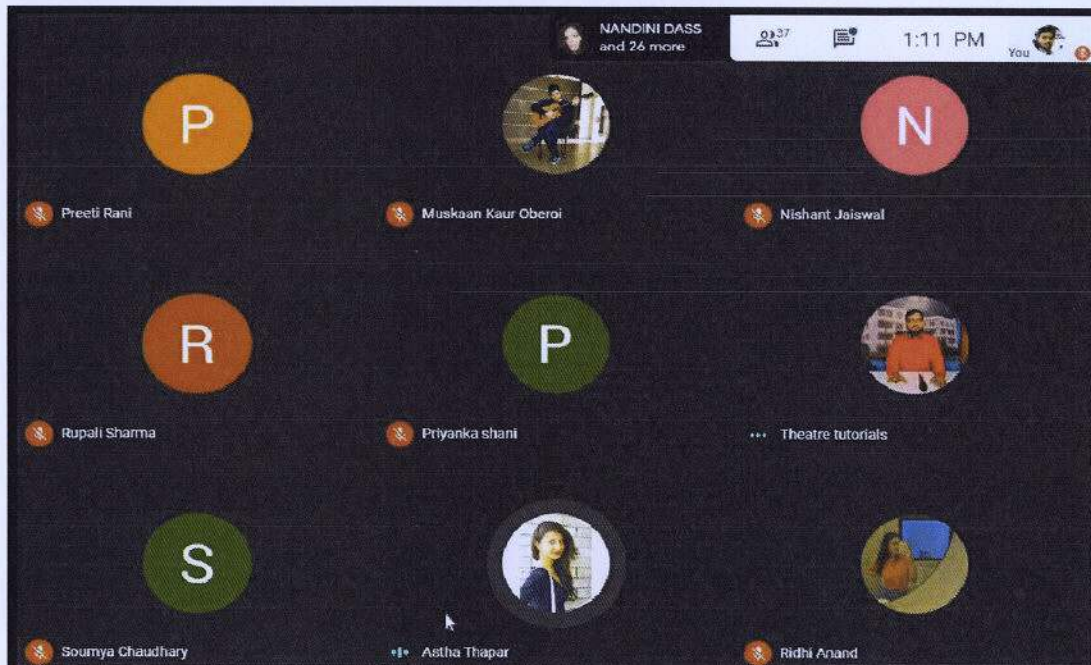 NANDINI DASS
and 26 more
37
1:11 PM
You
P
N
Preeti Rani
Muskaan Kaur Oberoi
Nishant Jaiswal
R
P
Rupali Sharma
Priyanka shani
Theatre tutorials
S
Soumya Chaudhary
Astha Thapar
Ridhi Anand